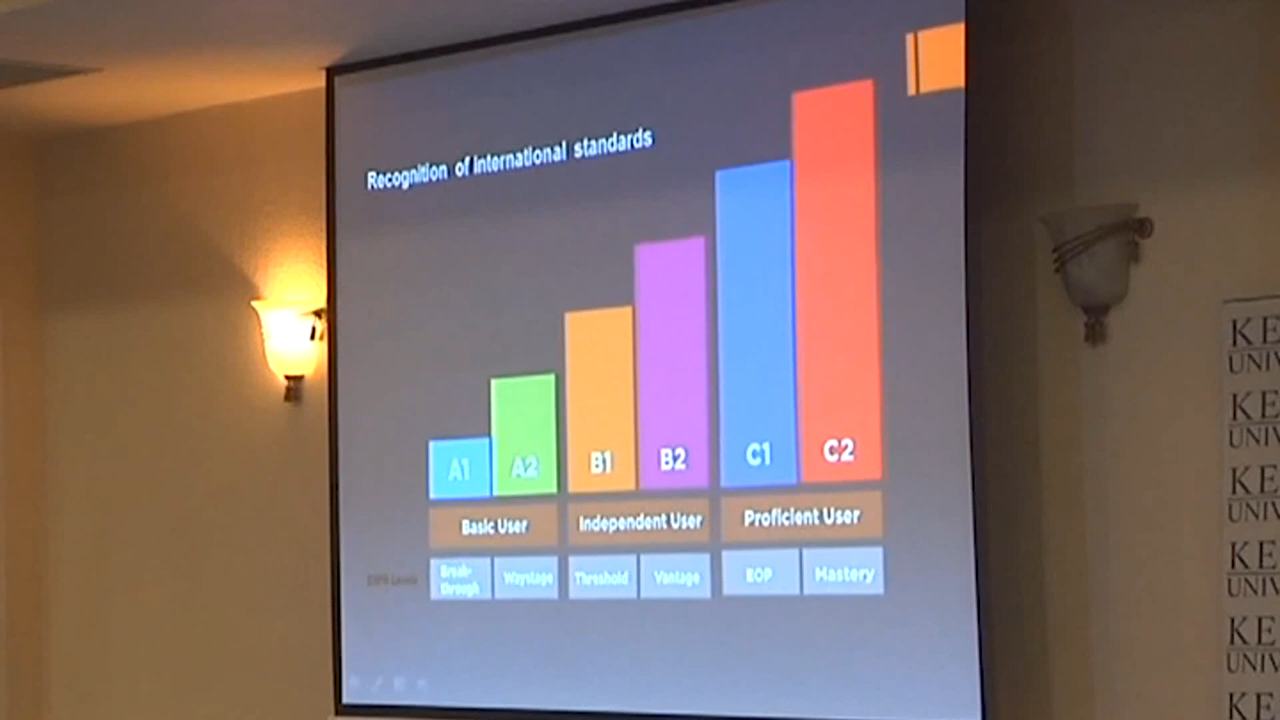 Recognition of international standards
A1
A2
B1
B2
C1
C2
Basic User
Independent User
Proficient User
Break-
through
Waystage
Threshold
Vantage
EOP
Mastery
KE
UNIV
KE
UNIV
KE
UNIV
KE
UNIV
KE
UNIV
KE